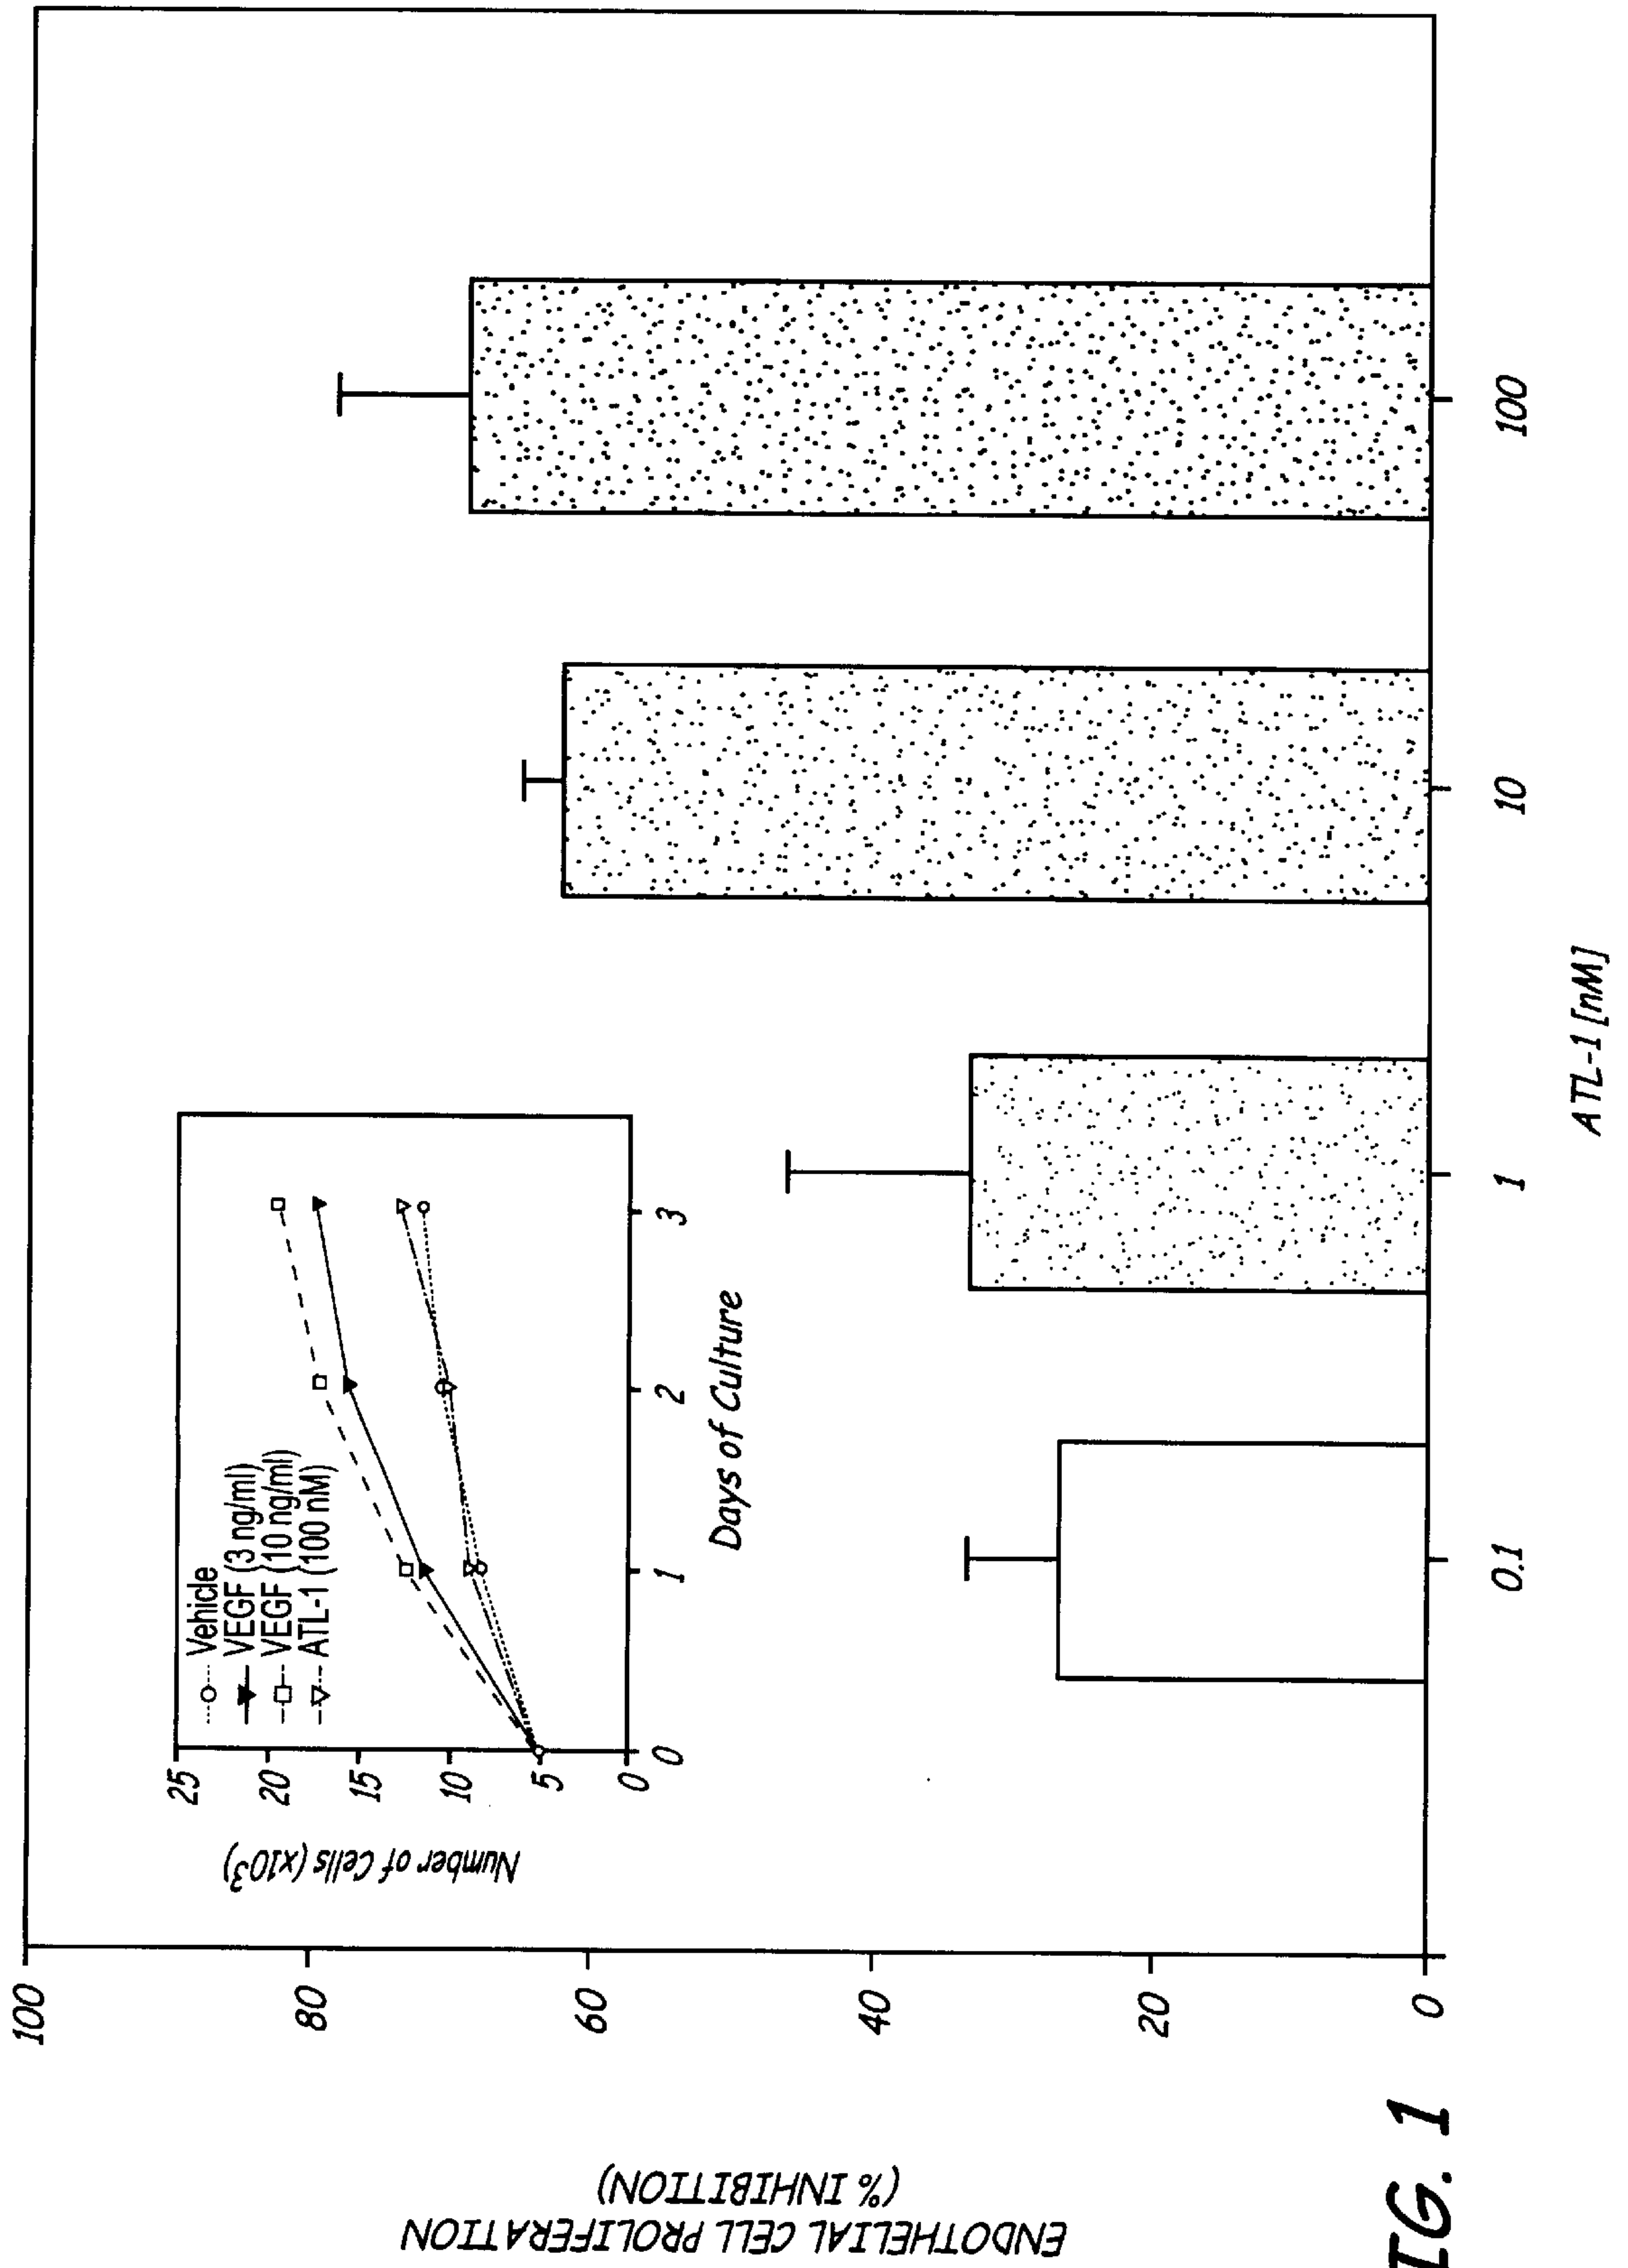 ENDOTHELIAL CELL PROLIFERATION
(% INHIBITION)
100
80
60
40
20
0
Number of Cells (x10³)
25
20
15
10
5
0
Vehicle
VEGF (3 ng/ml)
VEGF (10 ng/ml)
ATL-1 (100 nM)
0 1 2 3
Days of Culture
0.1 1 10 100
ATL-1 [nM]
IG. 1